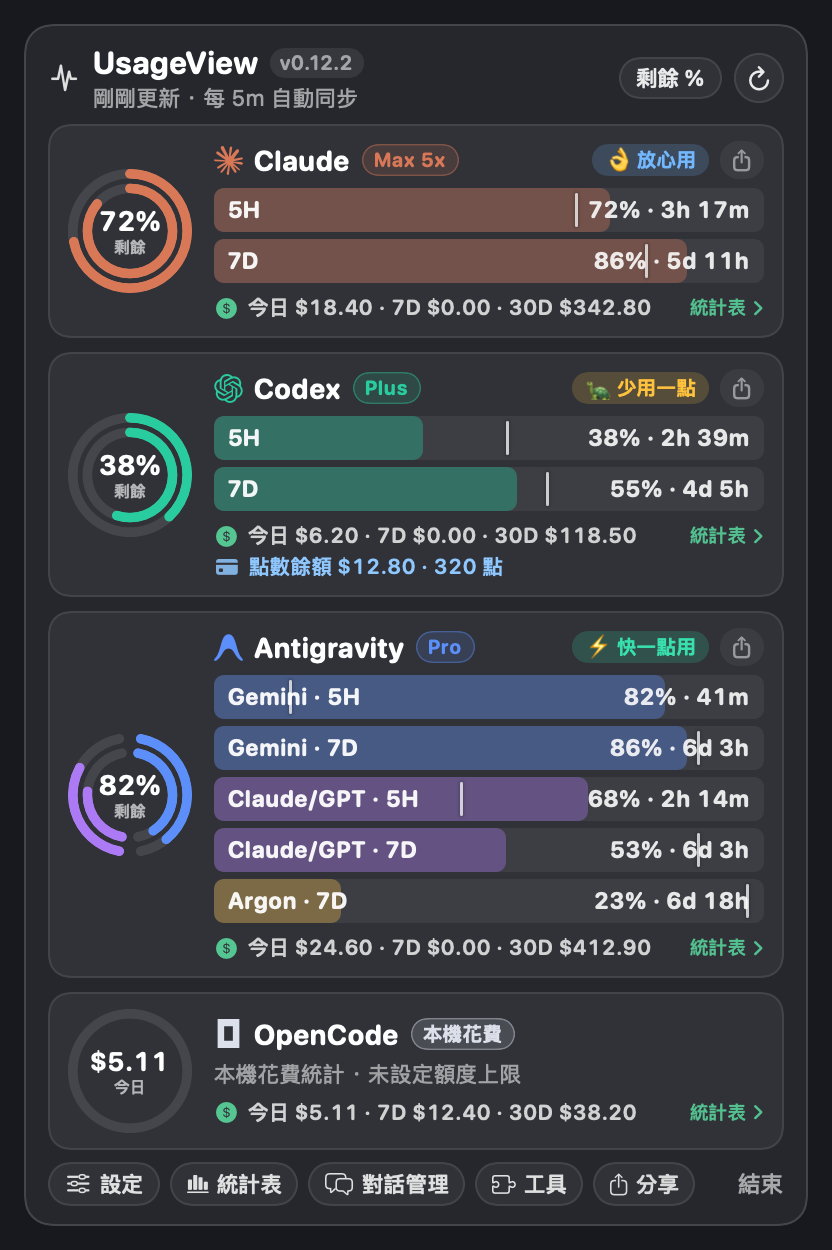 UsageView v0.12.2
剛剛更新 · 每 5m 自動同步
剩餘 %
72%
剩餘
Claude Max 5x 👌 放心用
5H 72% · 3h 17m
7D 86% · 5d 11h
$ 今日 $18.40 · 7D $0.00 · 30D $342.80 統計表 >
38%
剩餘
Codex Plus 🐢 少用一點
5H 38% · 2h 39m
7D 55% · 4d 5h
$ 今日 $6.20 · 7D $0.00 · 30D $118.50 統計表 >
點數餘額 $12.80 · 320 點
82%
剩餘
Antigravity Pro ⚡ 快一點用
Gemini · 5H 82% · 41m
Gemini · 7D 86% · 6d 3h
Claude/GPT · 5H 68% · 2h 14m
Claude/GPT · 7D 53% · 6d 3h
Argon · 7D 23% · 6d 18h
$ 今日 $24.60 · 7D $0.00 · 30D $412.90 統計表 >
$5.11
今日
OpenCode 本機花費
本機花費統計 · 未設定額度上限
$ 今日 $5.11 · 7D $12.40 · 30D $38.20 統計表 >
設定 統計表 對話管理 工具 分享 結束